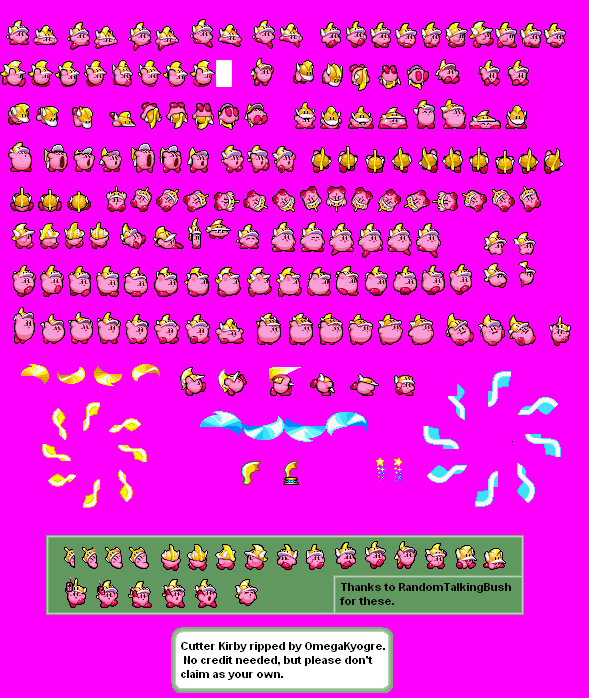 Thanks to RandomTalkingBush
for these.
Cutter Kirby ripped by OmegaKyogre.
No credit needed, but please don't
claim as your own.